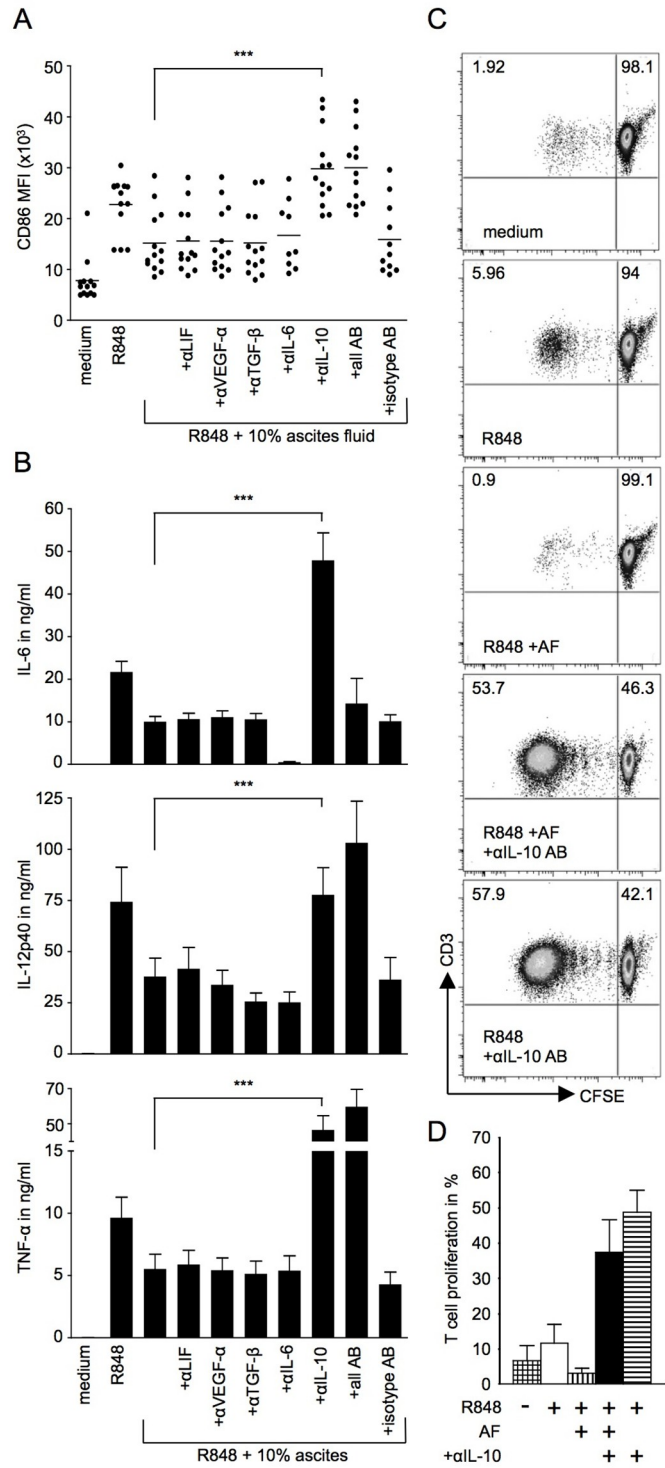 A
***
50
40
30
20
10
0
CD86 MFI (x10³)
medium
R848
+αLIF
+αVEGF-α
+αTGF-β
+αIL-6
+αIL-10
+all AB
+isotype AB
R848 + 10% ascites fluid
B
***
60
50
40
30
20
10
0
IL-6 in ng/ml
***
125
100
75
50
25
0
IL-12p40 in ng/ml
***
70
50
30
15
10
5
0
TNF-α in ng/ml
medium
R848
+αLIF
+αVEGF-α
+αTGF-β
+αIL-6
+αIL-10
+all AB
+isotype AB
R848 + 10% ascites
C
1.92 98.1
medium
5.96 94
R848
0.9 99.1
R848 +AF
53.7 46.3
R848 +AF
+αIL-10 AB
57.9 42.1
R848
+αIL-10 AB
CD3
CFSE
D
70
60
50
40
30
20
10
0
T cell proliferation in %
R848 - + + + +
AF + +
+αIL-10 + +